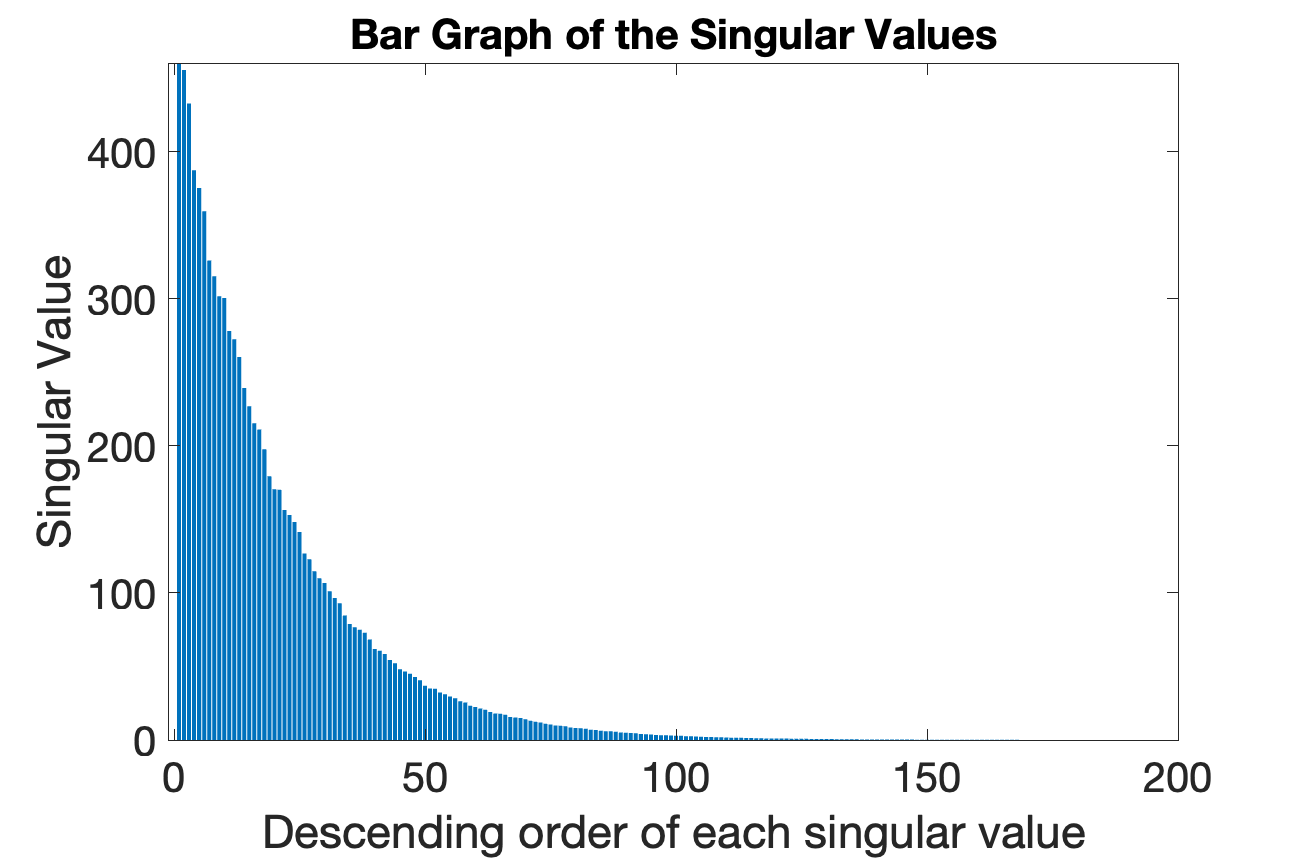 Bar Graph of the Singular Values
400
300
200
100
0
Singular Value
0 50 100 150 200
Descending order of each singular value